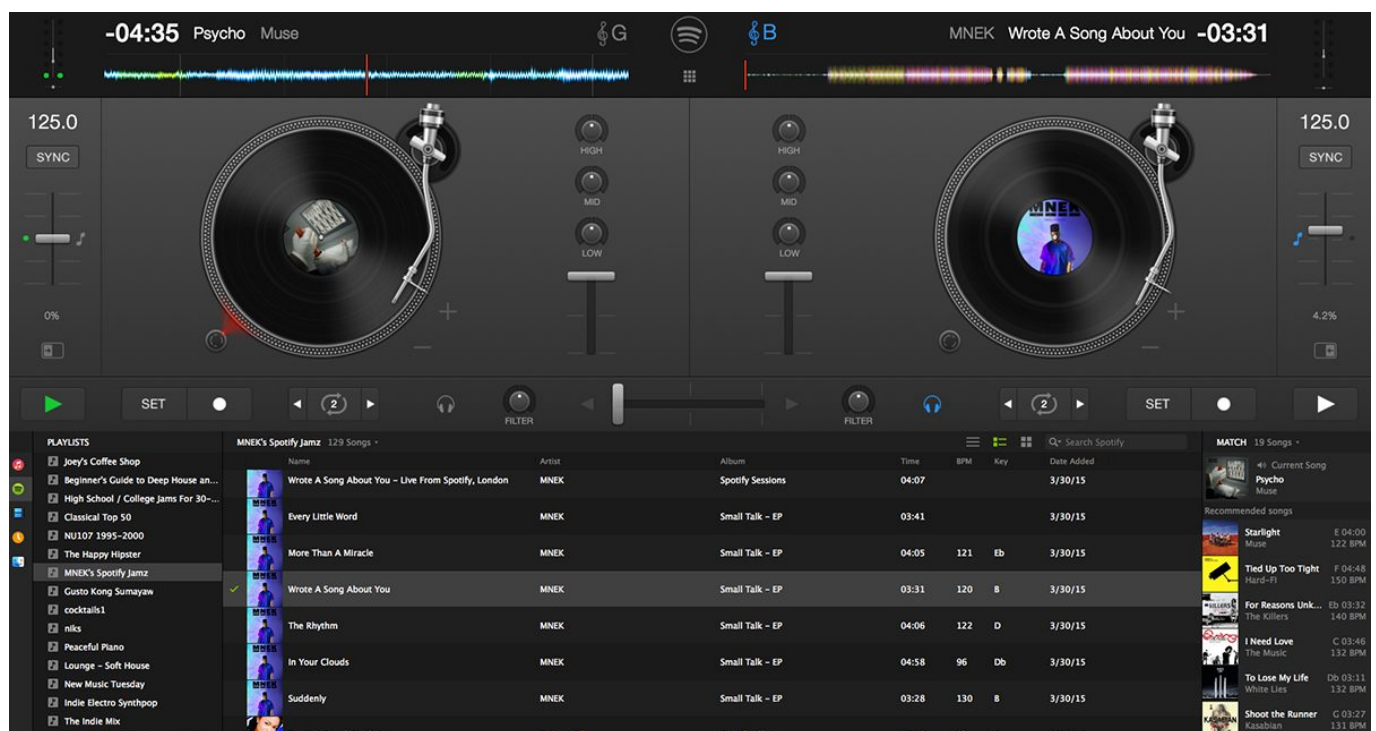 -04:35 Psycho Muse G B MNEK Wrote A Song About You -03:31
125.0 125.0
SYNC HIGH HIGH SYNC
MID MID
LOW LOW
MNEK
0% 4.2%
SET 2 FILTER FILTER 2 SET
PLAYLISTS
Joey's Coffee Shop
Beginner's Guide to Deep House an...
High School / College Jams For 30-...
Classical Top 50
NU107 1995-2000
The Happy Hipster
MNEK's Spotify Jamz
Gusto Kong Sumayaw
cocktails1
niks
Peaceful Piano
Lounge - Soft House
New Music Tuesday
Indie Electro Synthpop
The Indie Mix
MNEK's Spotify Jamz 129 Songs
Search Spotify
Name Artist Album Time BPM Key Date Added
Wrote A Song About You - Live From Spotify, London MNEK Spotify Sessions 04:07 3/30/15
Every Little Word MNEK Small Talk - EP 03:41 3/30/15
More Than A Miracle MNEK Small Talk - EP 04:05 121 Eb 3/30/15
Wrote A Song About You MNEK Small Talk - EP 03:31 120 B 3/30/15
The Rhythm MNEK Small Talk - EP 04:06 122 D 3/30/15
In Your Clouds MNEK Small Talk - EP 04:58 96 Db 3/30/15
Suddenly MNEK Small Talk - EP 03:28 130 B 3/30/15
MATCH 19 Songs
Current Song
Psycho
Muse
Recommended songs
Starlight E 04:00
Muse 122 BPM
Tied Up Too Tight F 04:48
Hard-FI 150 BPM
For Reasons Unk... Eb 03:32
The Killers 140 BPM
I Need Love C 03:46
The Music 132 BPM
To Lose My Life Db 03:11
White Lies 132 BPM
Shoot the Runner G 03:27
Kasabian 131 BPM